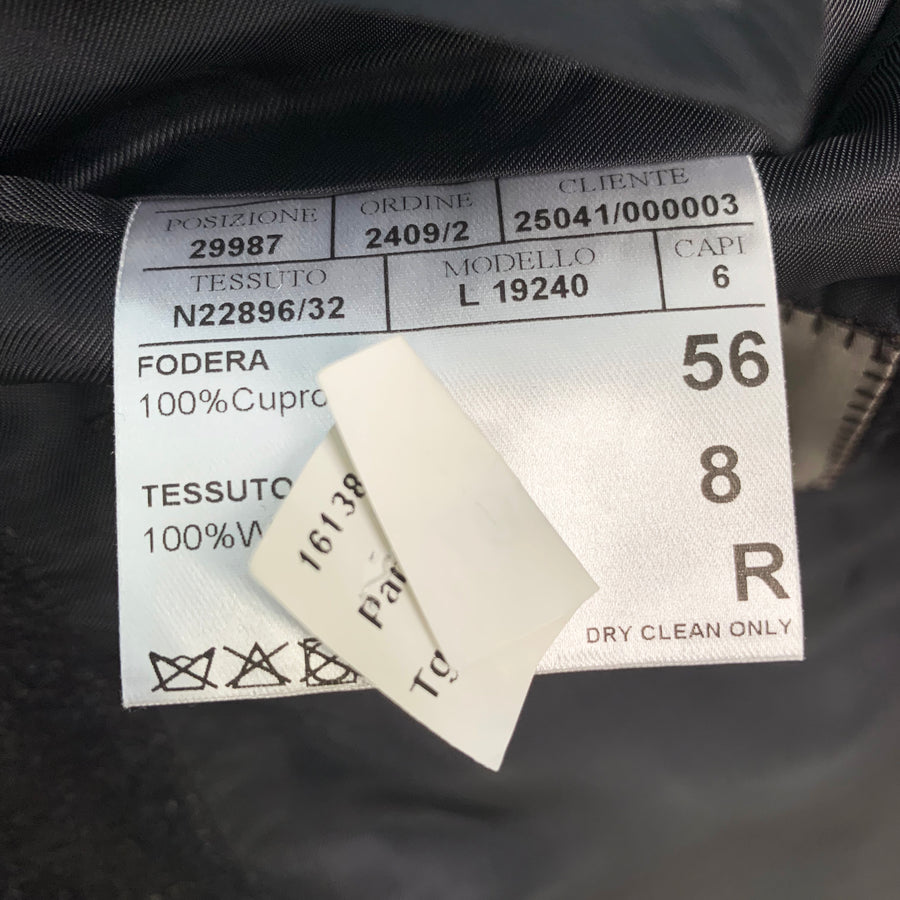 POSIZIONE ORDINE CLIENTE
29987 2409/2 25041/000003
TESSUTO MODELLO CAPI
N22896/32 L 19240 6
FODERA 56
100%Cupro
8
TESSUTO
100%W
R
DRY CLEAN ONLY
16138
Par
Tg